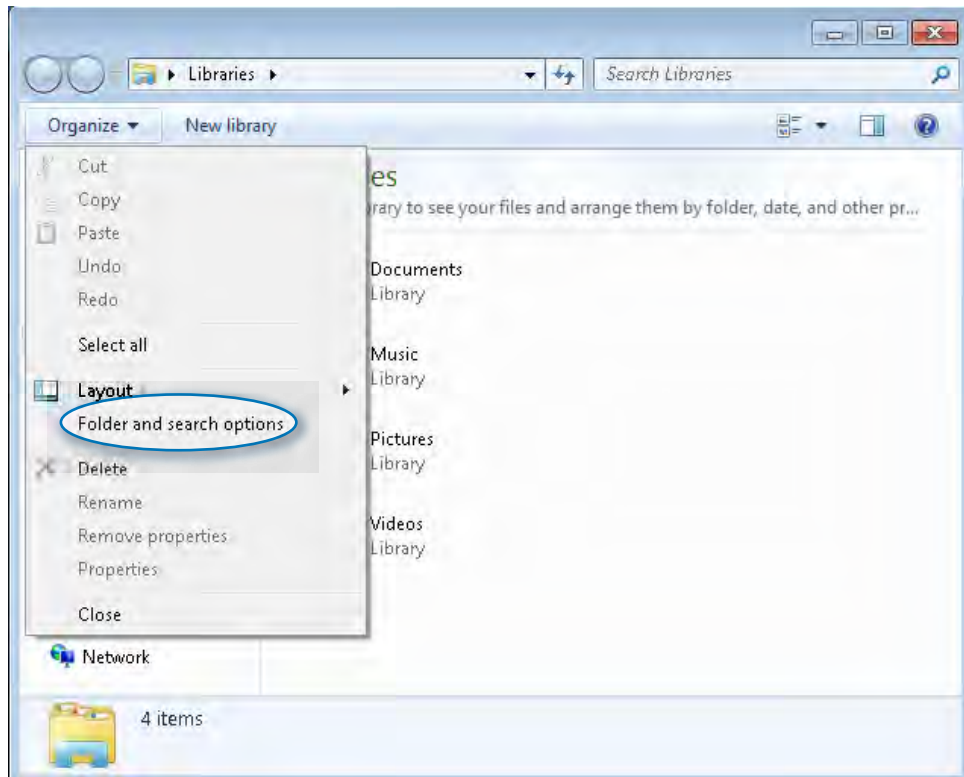 Libraries
Search Libraries
Organize
New library
Cut
Copy
Paste
Undo
Redo
Select all
Layout
Folder and search options
Delete
Rename
Remove properties
Properties
Close
es
to see your files and arrange them by folder, date, and other pr...
Documents
Library
Music
Library
Pictures
Library
Videos
Library
Network
4 items